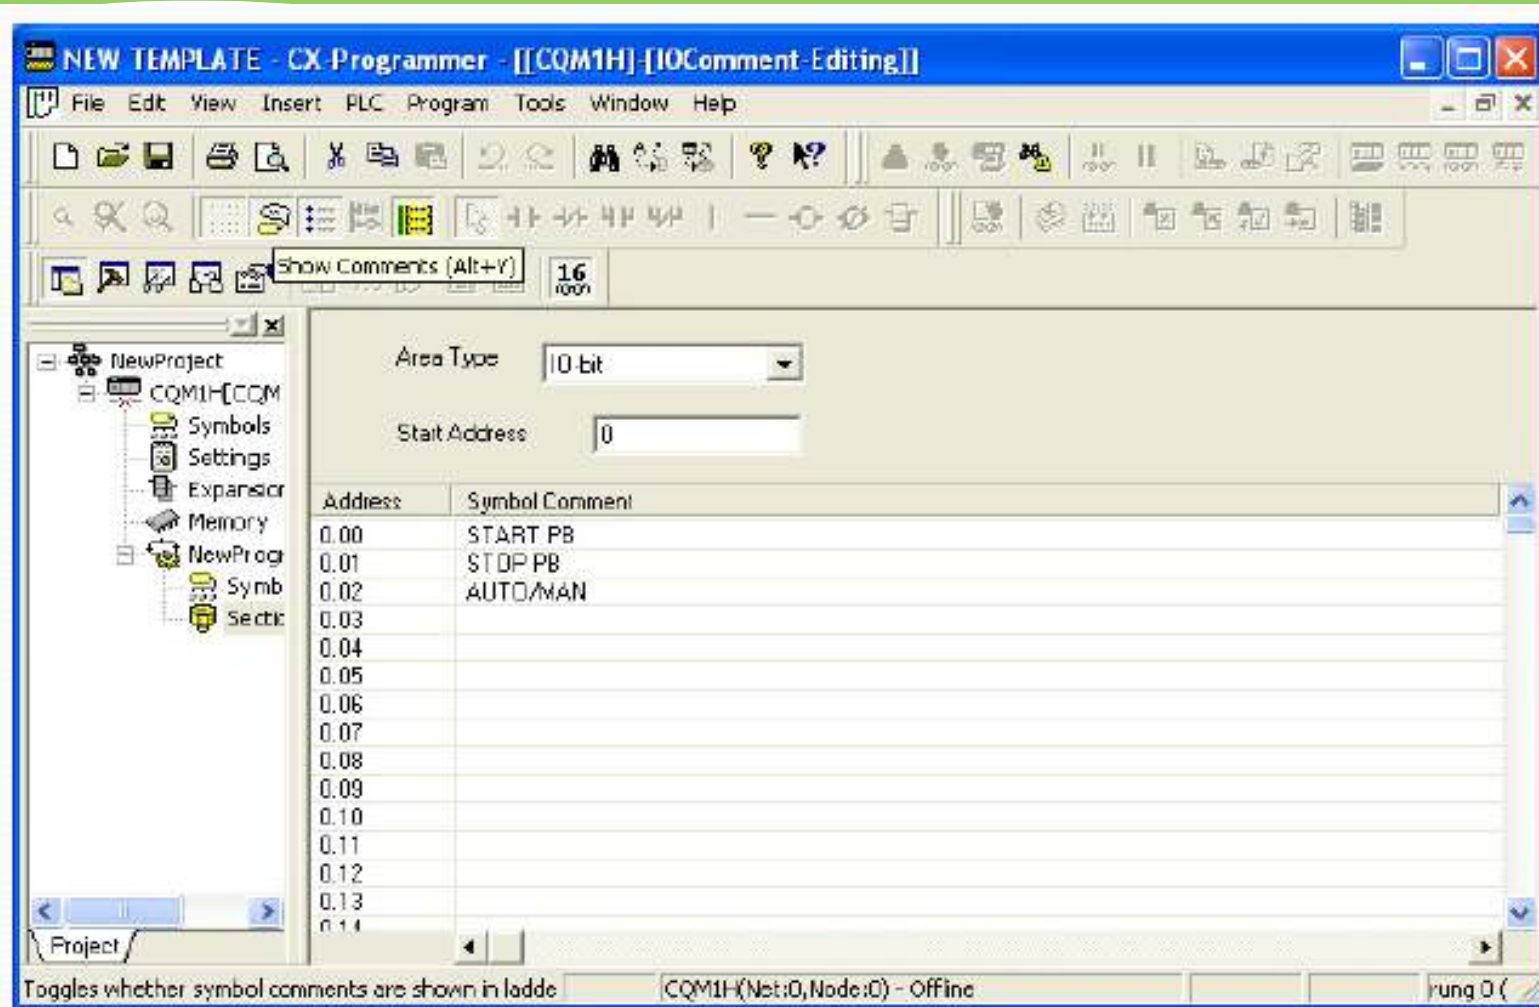 NEW TEMPLATE - CX-Programmer - [[CQM1H]-[IOComment-Editing]]
File Edit View Insert PLC Program Tools Window Help
Show Comments (Alt+Y)
16
NewProject
CQM1H[CQM
Symbols
Settings
Expansior
Memory
NewProgr
Symb
Sectic
Project
Area Type IO-bit
Start Address 0
Address Symbol Comment
0.00 START PB
0.01 STOP PB
0.02 AUTO/MAN
0.03
0.04
0.05
0.06
0.07
0.08
0.09
0.10
0.11
0.12
0.13
0.14
Toggles whether symbol comments are shown in ladde CQM1H(Net:0,Node:0) - Offline rung 0 (